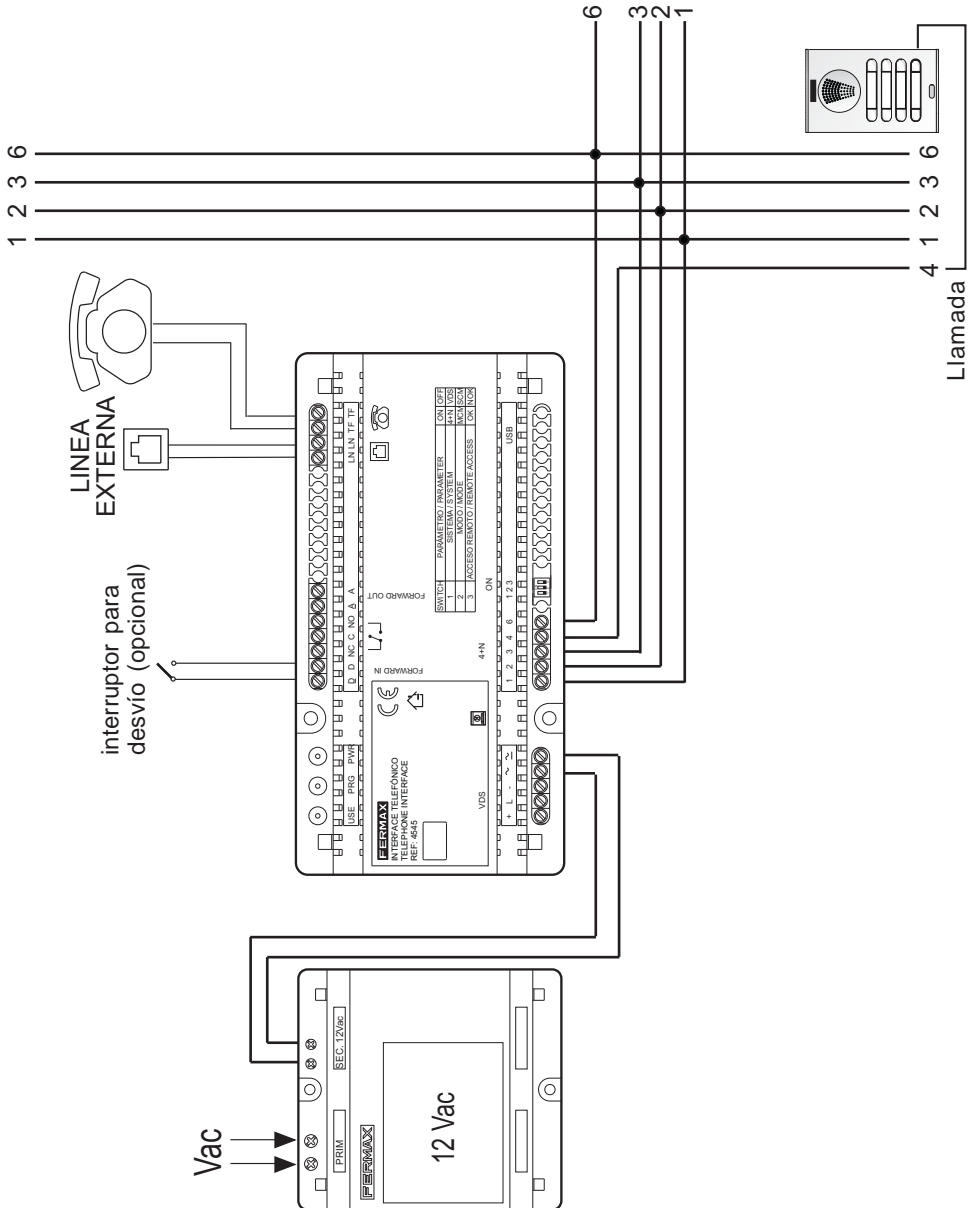 6
3
2
1
6
3
2
1
6
3
2
1
4
Llamada
LINEA
EXTERNA
interruptor para
desvío (opcional)
USE PRG PWR
D D NC C NO A A
LN LN TF TF
FORWARD IN
FORWARD OUT
FERMAX
INTERFACE TELEFÓNICO
TELEPHONE INTERFACE
REF: 4545
VDS
4+N
ON
SWITCH PARÁMETRO / PARAMETER ON OFF
1 SISTEMA / SYSTEM 4+N VDS
2 MODO / MODE MCM SCM
3 ACCESO REMOTO / REMOTE ACCESS OK NOK
+ L - ~ ~
1 2 3 4 6
1 2 3
USB
Vac
PRIM
SEC. 12Vac
FERMAX
12 Vac